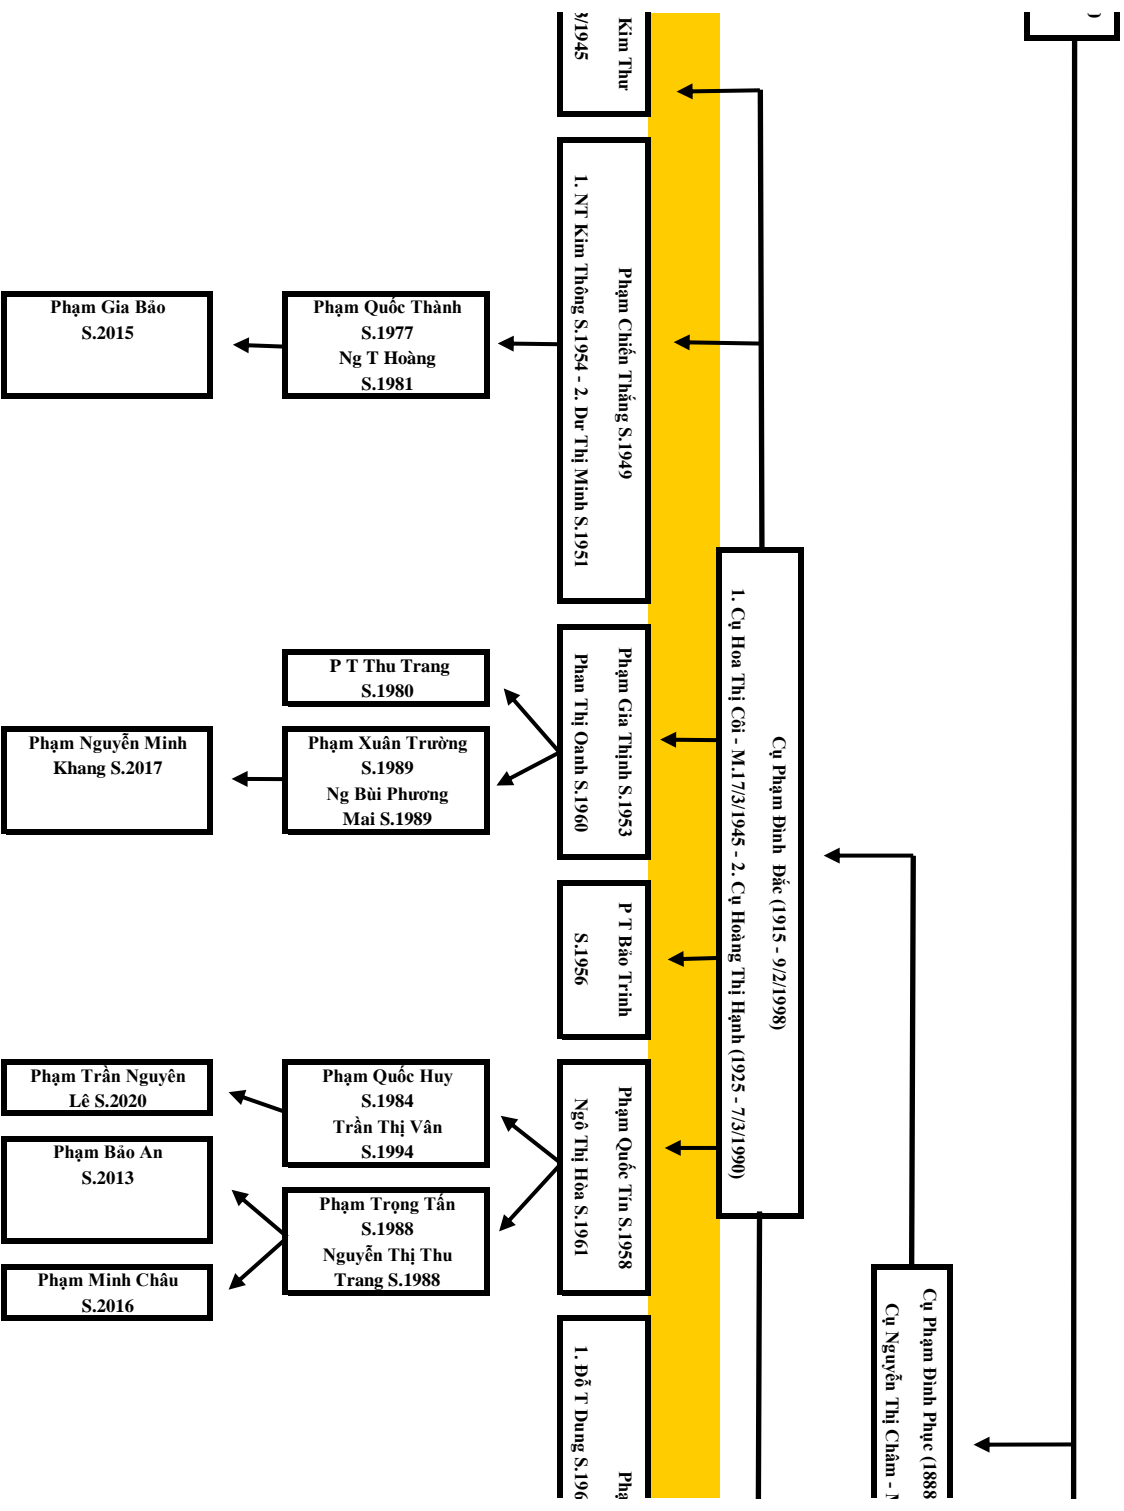 Kim Thư
3/1945
Phạm Chiến Thắng S.1949
1. NT Kim Thông S.1954 - 2. Dư Thị Minh S.1951
Phạm Gia Bảo
S.2015
Phạm Quốc Thành
S.1977
Ng T Hoàng
S.1981
P T Thu Trang
S.1980
Phạm Gia Thịnh S.1953
Phan Thị Oanh S.1960
Phạm Nguyễn Minh
Khang S.2017
Phạm Xuân Trường
S.1989
Ng Bùi Phương
Mai S.1989
Cụ Phạm Đình Đắc (1915 - 9/2/1998)
1. Cụ Hoa Thị Côi - M.17/3/1945 - 2. Cụ Hoàng Thị Hạnh (1925 - 7/3/1990)
P T Bảo Trinh
S.1956
Phạm Trần Nguyên
Lê S.2020
Phạm Quốc Huy
S.1984
Trần Thị Vân
S.1994
Phạm Quốc Tín S.1958
Ngô Thị Hòa S.1961
Phạm Bảo An
S.2013
Phạm Trọng Tấn
S.1988
Nguyễn Thị Thu
Trang S.1988
Phạm Minh Châu
S.2016
Cụ Phạm Đình Phục (1888
Cụ Nguyễn Thị Châm -
Phạ
1. Đỗ T Dung S.196